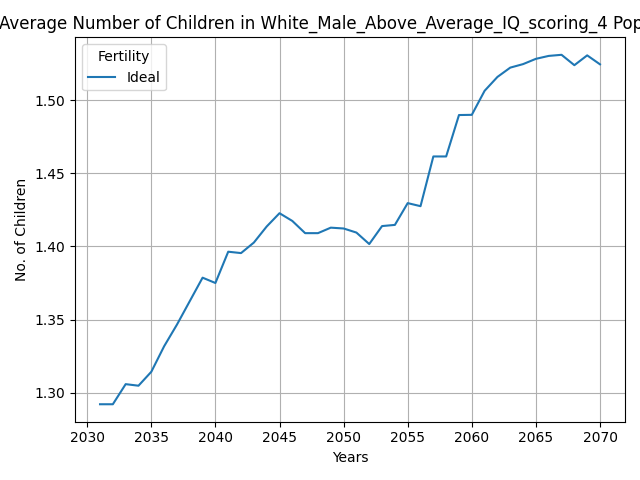 Average Number of Children in White_Male_Above_Average_IQ_scoring_4 Pop
Fertility
Ideal
1.50
1.45
1.40
1.35
1.30
No. of Children
2030 2035 2040 2045 2050 2055 2060 2065 2070
Years